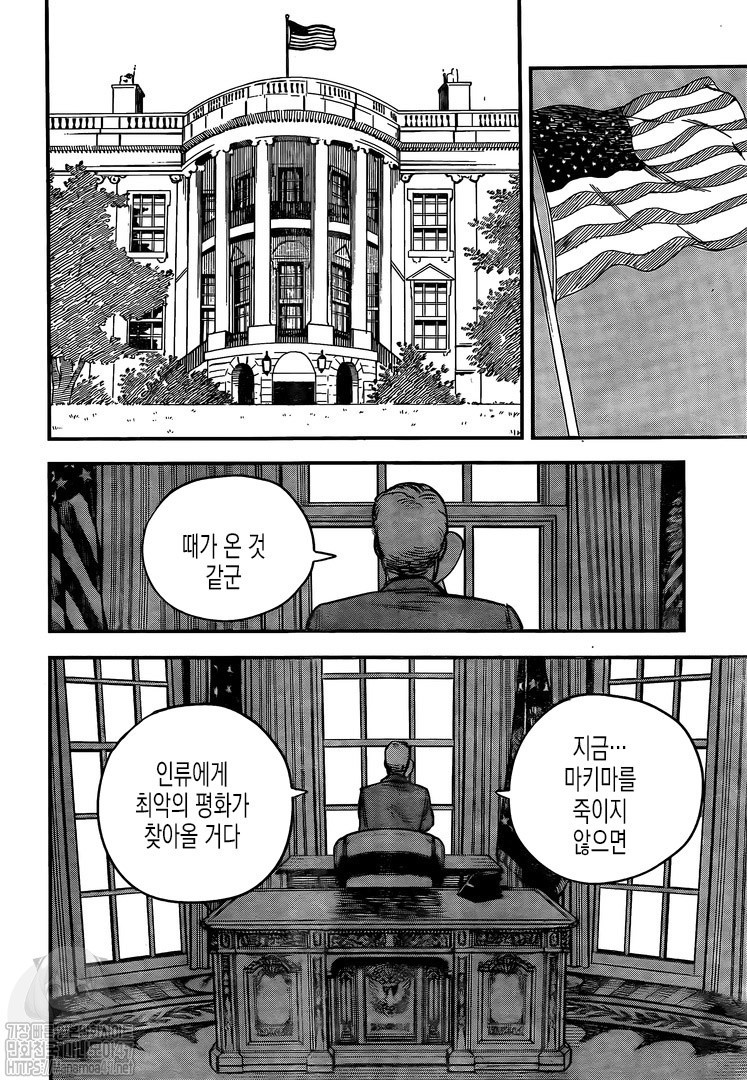 때가 온 것
같군
지금…
마키마를
죽이지
않으면
인류에게
최악의 평화가
찾아올 거다